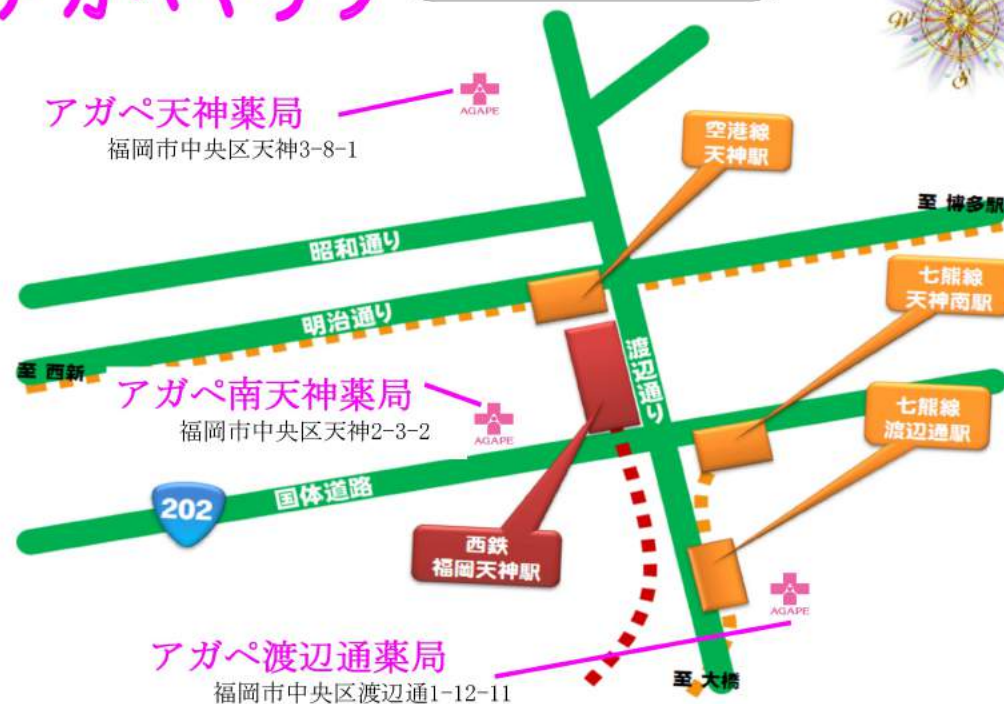 アガペ天神薬局
福岡市中央区天神3-8-1
AGAPE
空港線
天神駅
至 博多駅
昭和通り
明治通り
至 西新
七熊線
天神南駅
渡辺通り
アガペ南天神薬局
福岡市中央区天神2-3-2
AGAPE
七熊線
渡辺通駅
国体道路
202
西鉄
福岡天神駅
AGAPE
アガペ渡辺通薬局
福岡市中央区渡辺通1-12-11
至 大橋
W
S